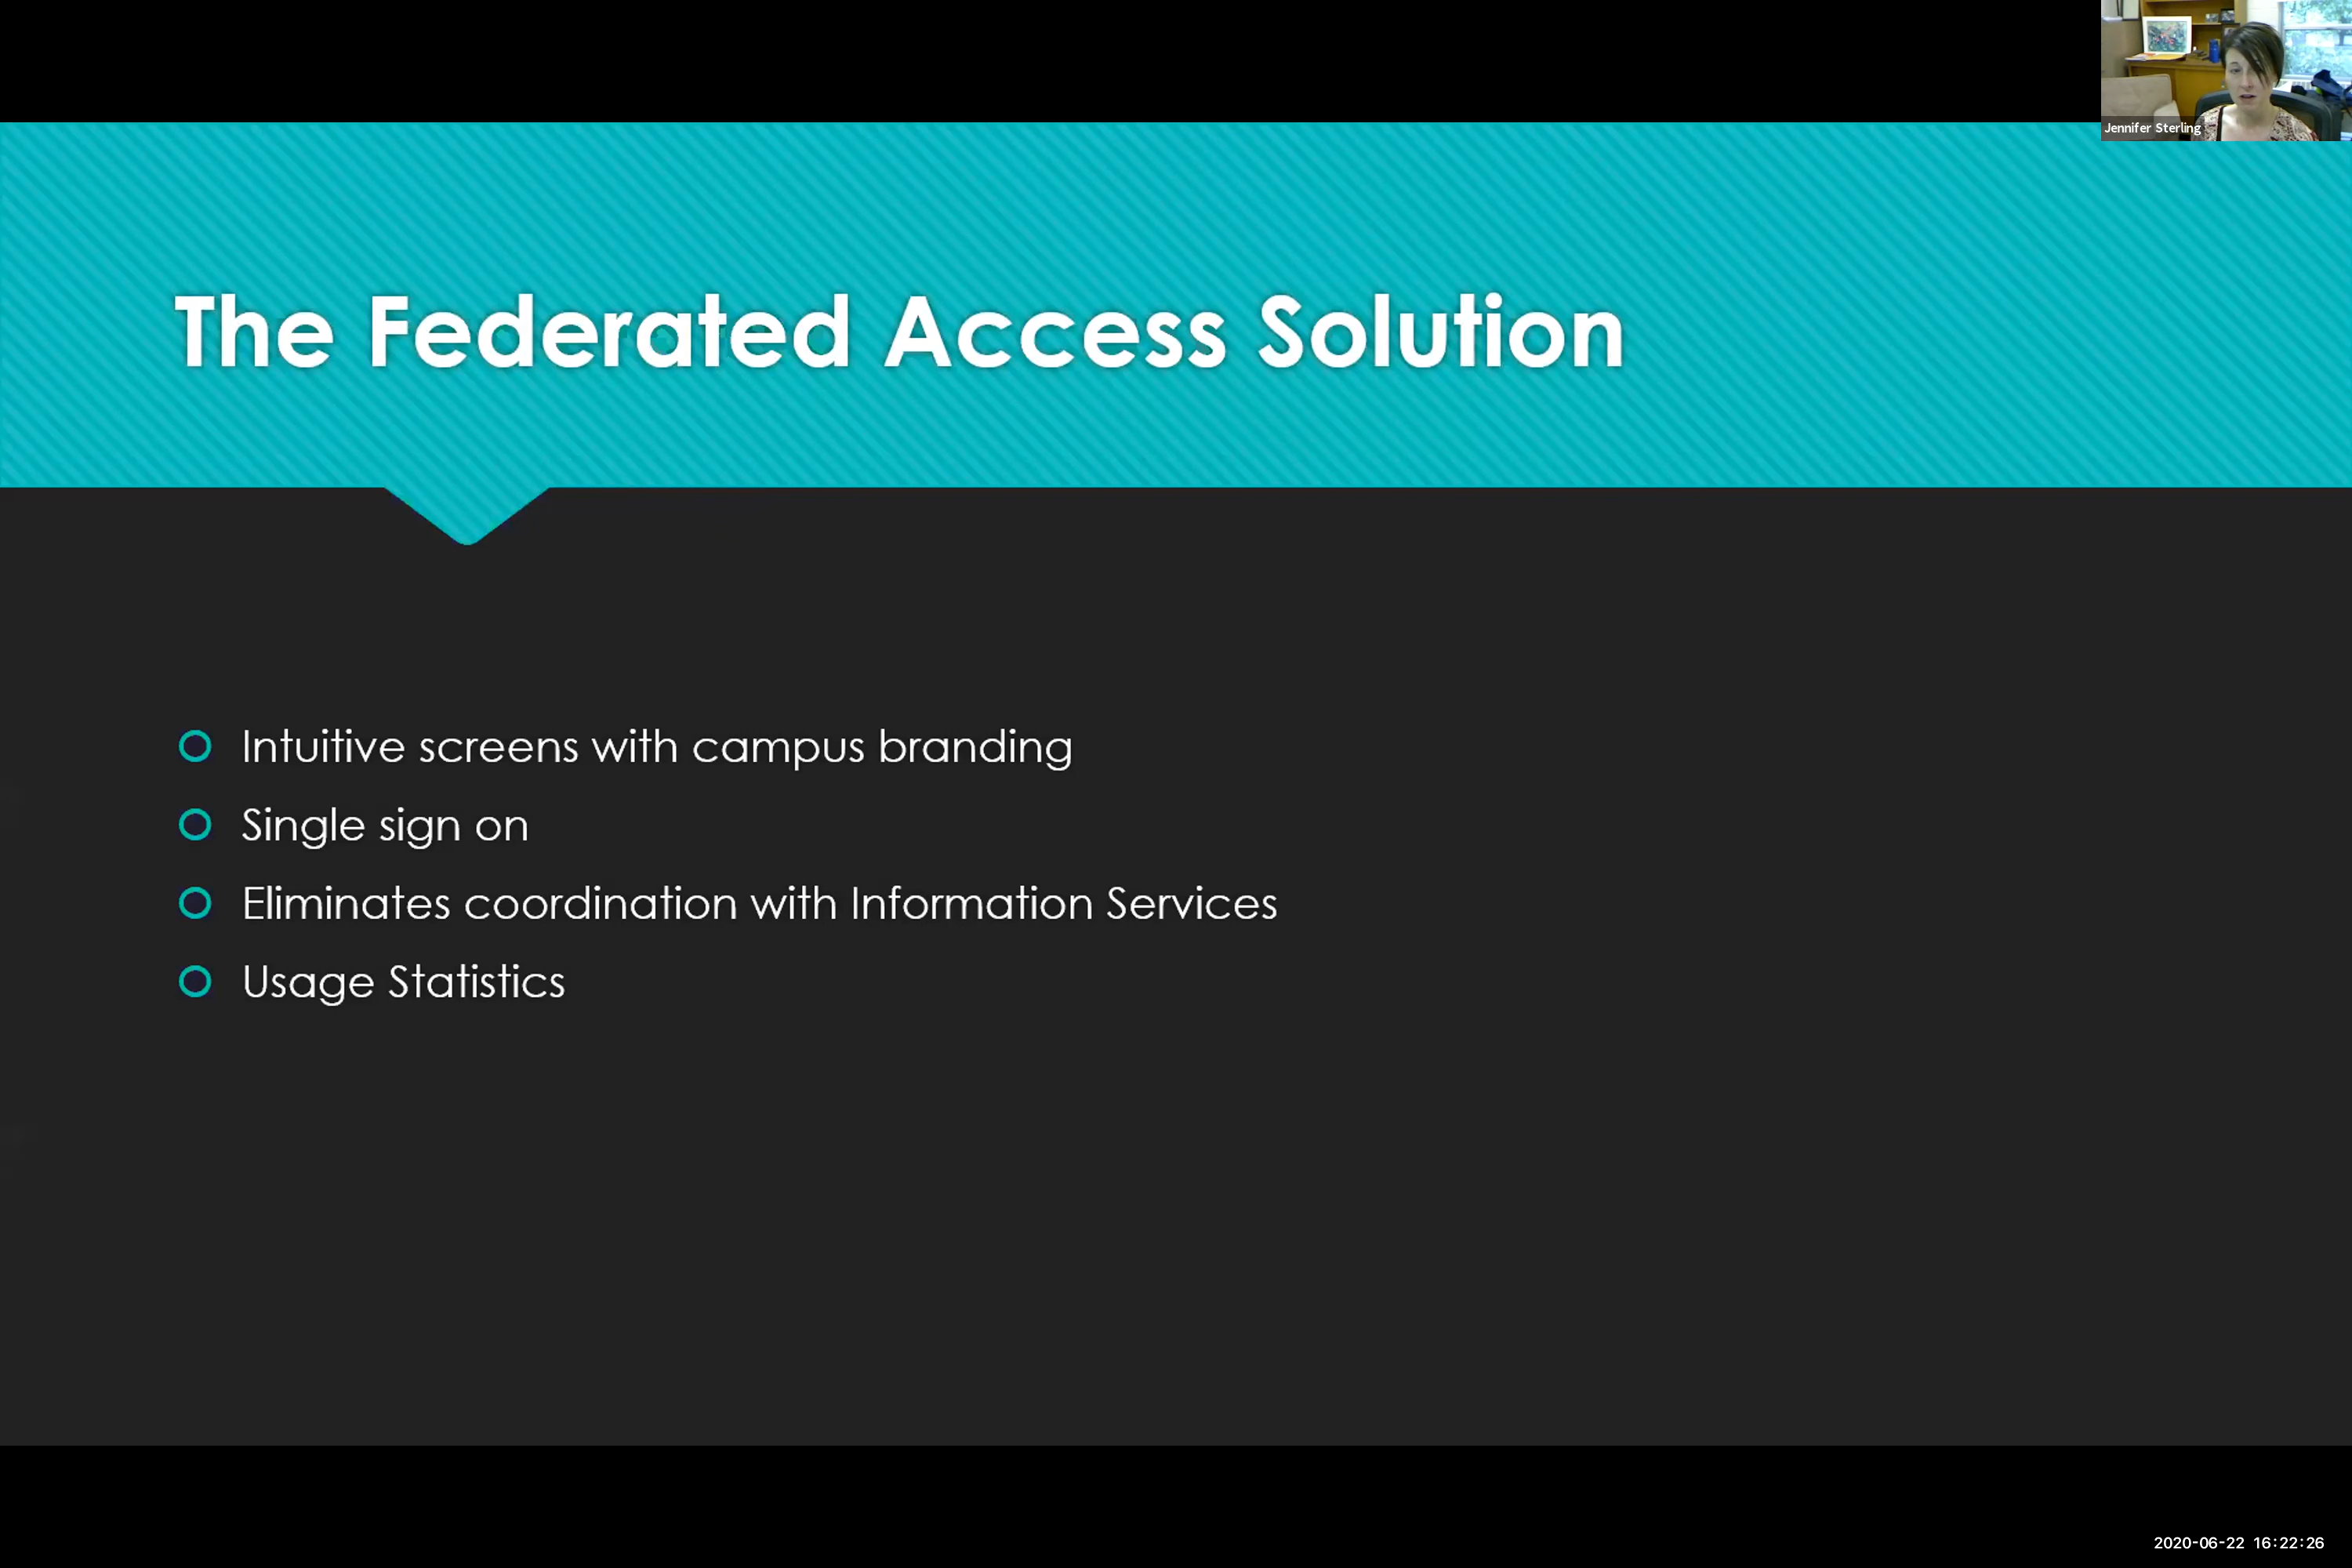 Jennifer Sterling
The Federated Access Solution
Intuitive screens with campus branding
Single sign on
Eliminates coordination with Information Services
Usage Statistics
2020-06-22 16:22:26